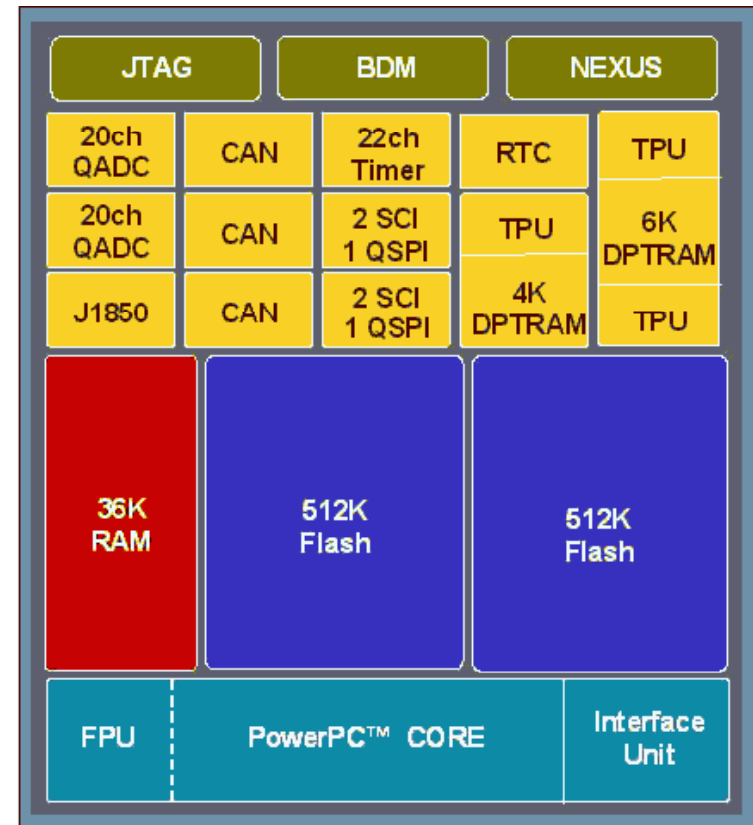 JTAG
BDM
NEXUS
20ch
QADC
CAN
22ch
Timer
RTC
TPU
20ch
QADC
CAN
2 SCI
1 QSPI
TPU
6K
DPTRAM
J1850
CAN
2 SCI
1 QSPI
4K
DPTRAM
TPU
36K
RAM
512K
Flash
512K
Flash
FPU
PowerPC™ CORE
Interface
Unit